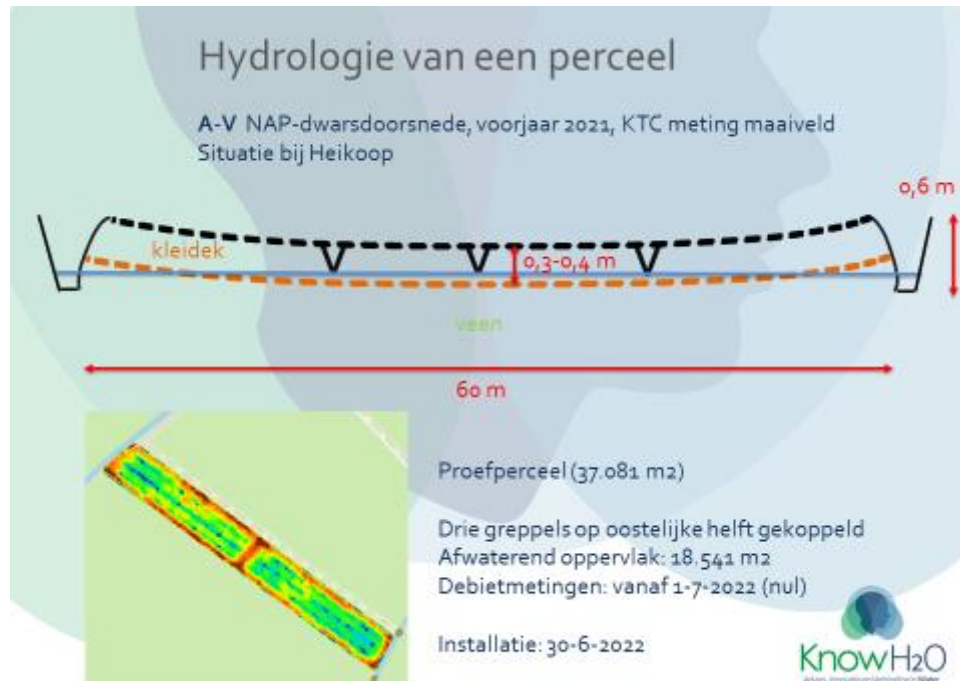 Hydrologie van een perceel
A-V NAP-dwarsdoorsnede, voorjaar 2021, KTC meting maaiveld
Situatie bij Heikoop
0,6 m
kleidek
0,3-0,4 m
veen
60 m
Proefperceel (37.081 m2)
Drie greppels op oostelijke helft gekoppeld
Afwaterend oppervlak: 18.541 m2
Debietmetingen: vanaf 1-7-2022 (nul)
Installatie: 30-6-2022
KnowH2O